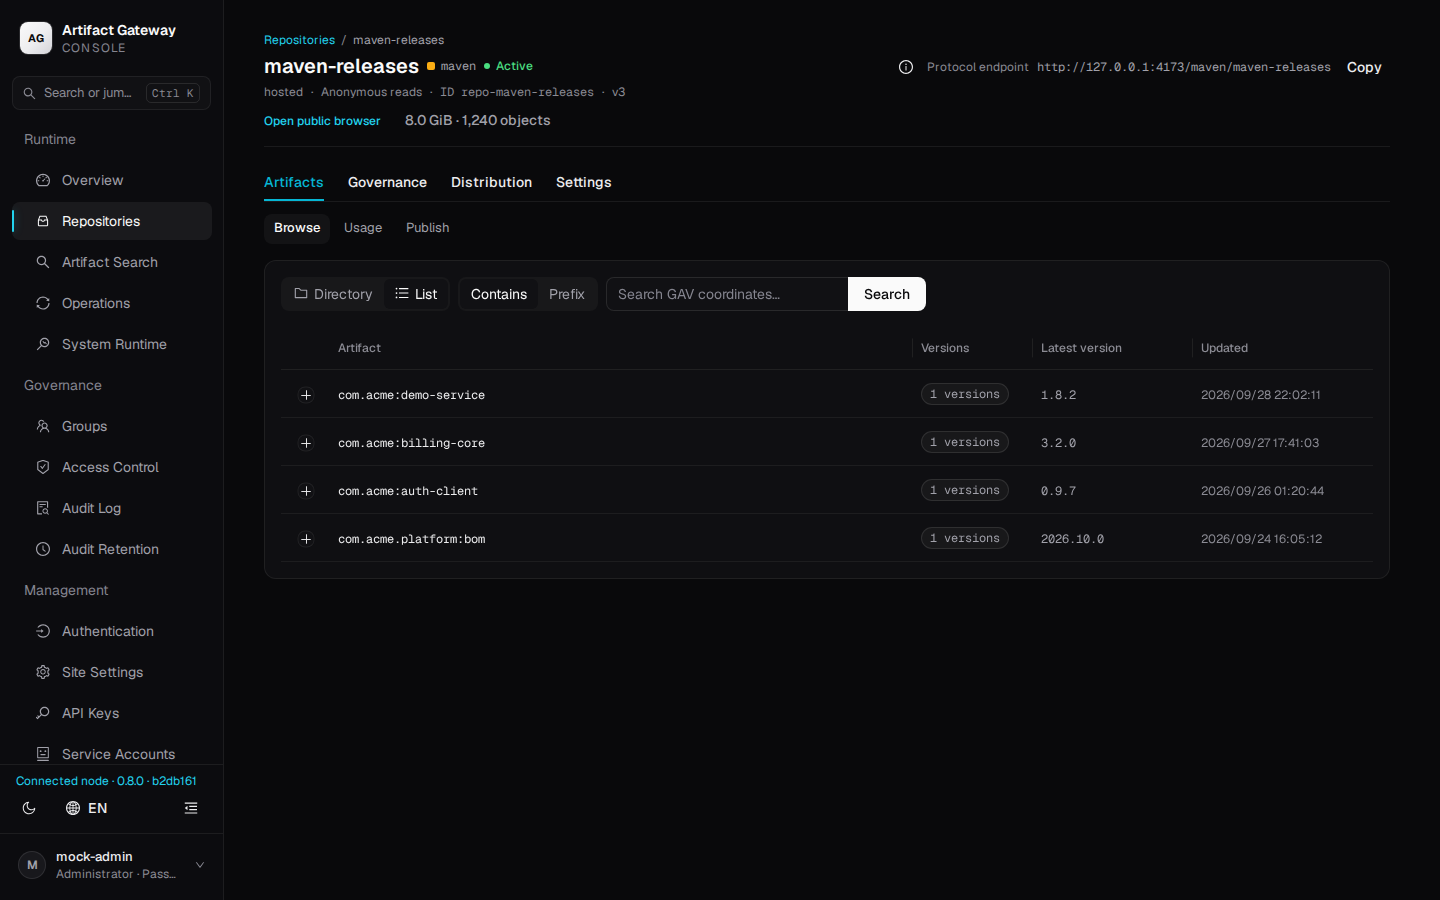 AG
Artifact Gateway
CONSOLE
Search or jum... Ctrl K
Runtime
Overview
Repositories
Artifact Search
Operations
System Runtime
Governance
Groups
Access Control
Audit Log
Audit Retention
Management
Authentication
Site Settings
API Keys
Service Accounts
Connected node · 0.8.0 · b2db161
EN
M
mock-admin
Administrator · Pass...
Repositories / maven-releases
maven-releases maven Active
hosted · Anonymous reads · ID repo-maven-releases · v3
Open public browser 8.0 GiB · 1,240 objects
Protocol endpoint http://127.0.0.1:4173/maven/maven-releases Copy
Artifacts Governance Distribution Settings
Browse Usage Publish
Directory List Contains Prefix Search GAV coordinates... Search
Artifact Versions Latest version Updated
com.acme:demo-service 1 versions 1.8.2 2026/09/28 22:02:11
com.acme:billing-core 1 versions 3.2.0 2026/09/27 17:41:03
com.acme:auth-client 1 versions 0.9.7 2026/09/26 01:20:44
com.acme.platform:bom 1 versions 2026.10.0 2026/09/24 16:05:12